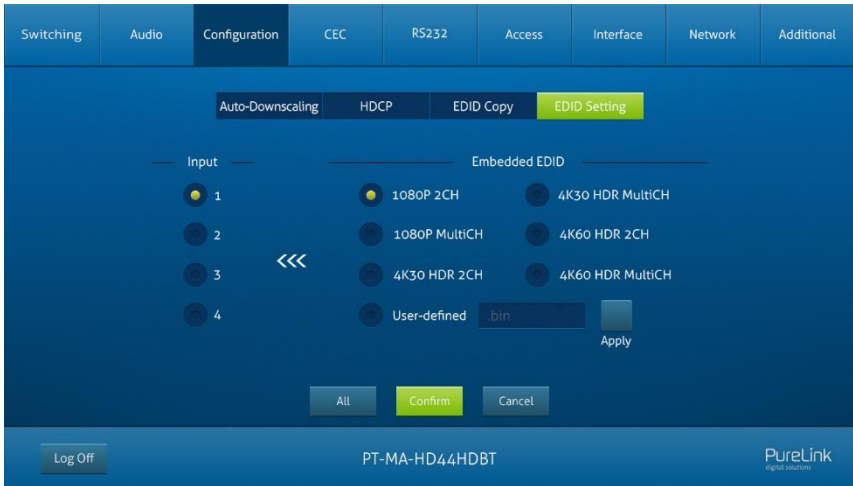 Switching Audio Configuration CEC RS232 Access Interface Network Additional
Auto-Downscaling HDCP EDID Copy EDID Setting
Input Embedded EDID
1 1080P 2CH 4K30 HDR MultiCH
2 1080P MultiCH 4K60 HDR 2CH
<<<
3 4K30 HDR 2CH 4K60 HDR MultiCH
4 User-defined .bin
Apply
All Confirm Cancel
Log Off PT-MA-HD44HDBT PureLink
digital solutions